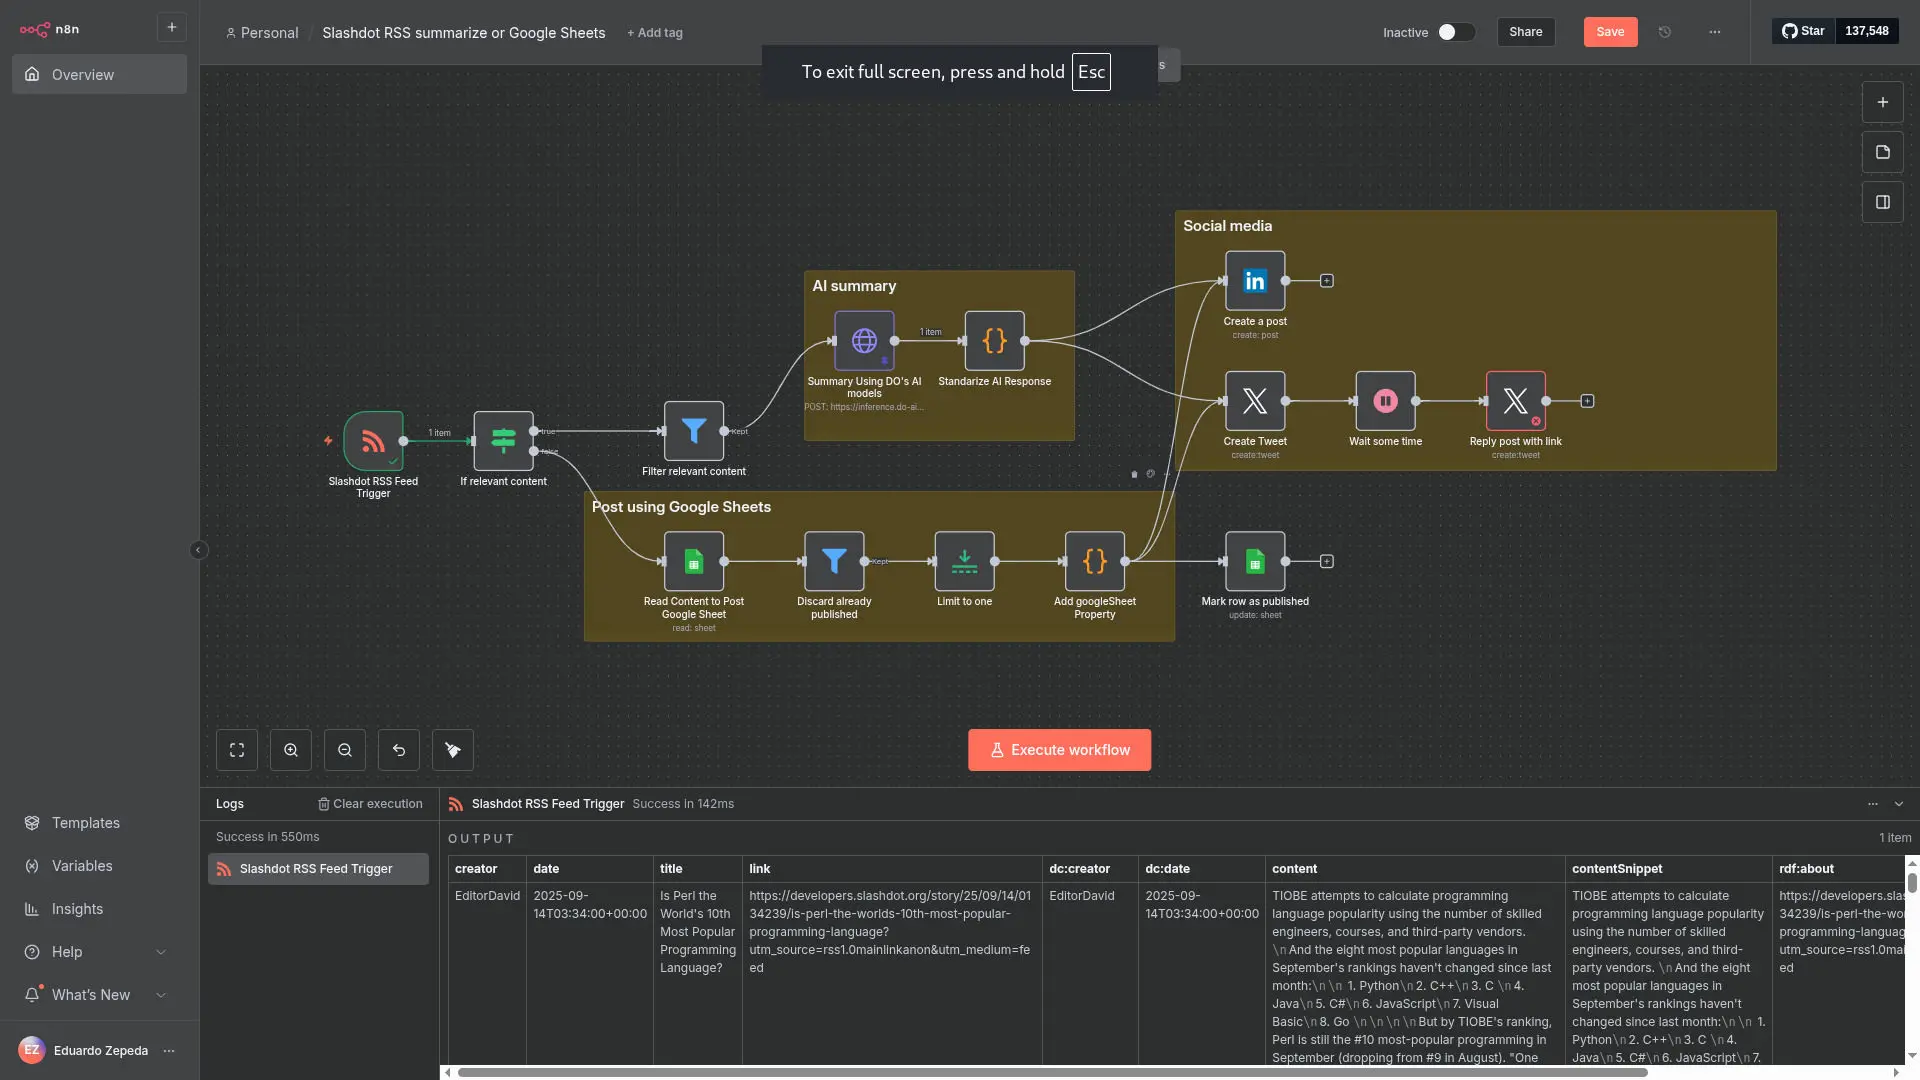 n8n
Personal / Slashdot RSS summarize or Google Sheets + Add tag
Inactive
Share
Save
Star 137,548
To exit full screen, press and hold Esc
s
Overview
Social media
Create a post
create: post
AI summary
1 item
Summary Using DO's AI models
POST: https://inference.do-ai...
Standarize AI Response
Create Tweet
create:tweet
Wait some time
Reply post with link
create:tweet
1 item
true
false
Kept
Slashdot RSS Feed
Trigger
If relevant content
Filter relevant content
Post using Google Sheets
Kept
Read Content to Post
Google Sheet
read: sheet
Discard already
published
Limit to one
Add googleSheet
Property
Mark row as published
update: sheet
Execute workflow
Templates
Variables
Insights
Help
What's New
EZ Eduardo Zepeda
Logs
Clear execution
Success in 550ms
Slashdot RSS Feed Trigger
Slashdot RSS Feed Trigger Success in 142ms
OUTPUT
1 item
creator date title link dc:creator dc:date content contentSnippet rdf:about
EditorDavid
2025-09-
14T03:34:00+00:00
Is Perl the
World's 10th
Most Popular
Programming
Language?
https://developers.slashdot.org/story/25/09/14/01
34239/is-perl-the-worlds-10th-most-popular-
programming-language?
utm_source=rss1.0mainlinkanon&utm_medium=fe
ed
EditorDavid
2025-09-
14T03:34:00+00:00
TIOBE attempts to calculate programming
language popularity using the number of skilled
engineers, courses, and third-party vendors.
\n And the eight most popular languages in
September's rankings haven't changed since last
month:\n \n 1. Python\n 2. C++\n 3. C \n 4.
Java\n 5. C#\n 6. JavaScript\n 7. Visual
Basic\n 8. Go \n \n \n \n But by TIOBE's ranking,
Perl is still the #10 most-popular programming in
September (dropping from #9 in August). "One
TIOBE attempts to calculate
programming language popularity
using the number of skilled
engineers, courses, and third-
party vendors. \n And the eight
most popular languages in
September's rankings haven't
changed since last month:\n \n 1.
Python\n 2. C++\n 3. C \n 4.
Java\n 5. C#\n 6. JavaScript\n 7.
https://developers.slas
34239/is-perl-the-wo
programming-languag
utm_source=rss1.0mai
ed